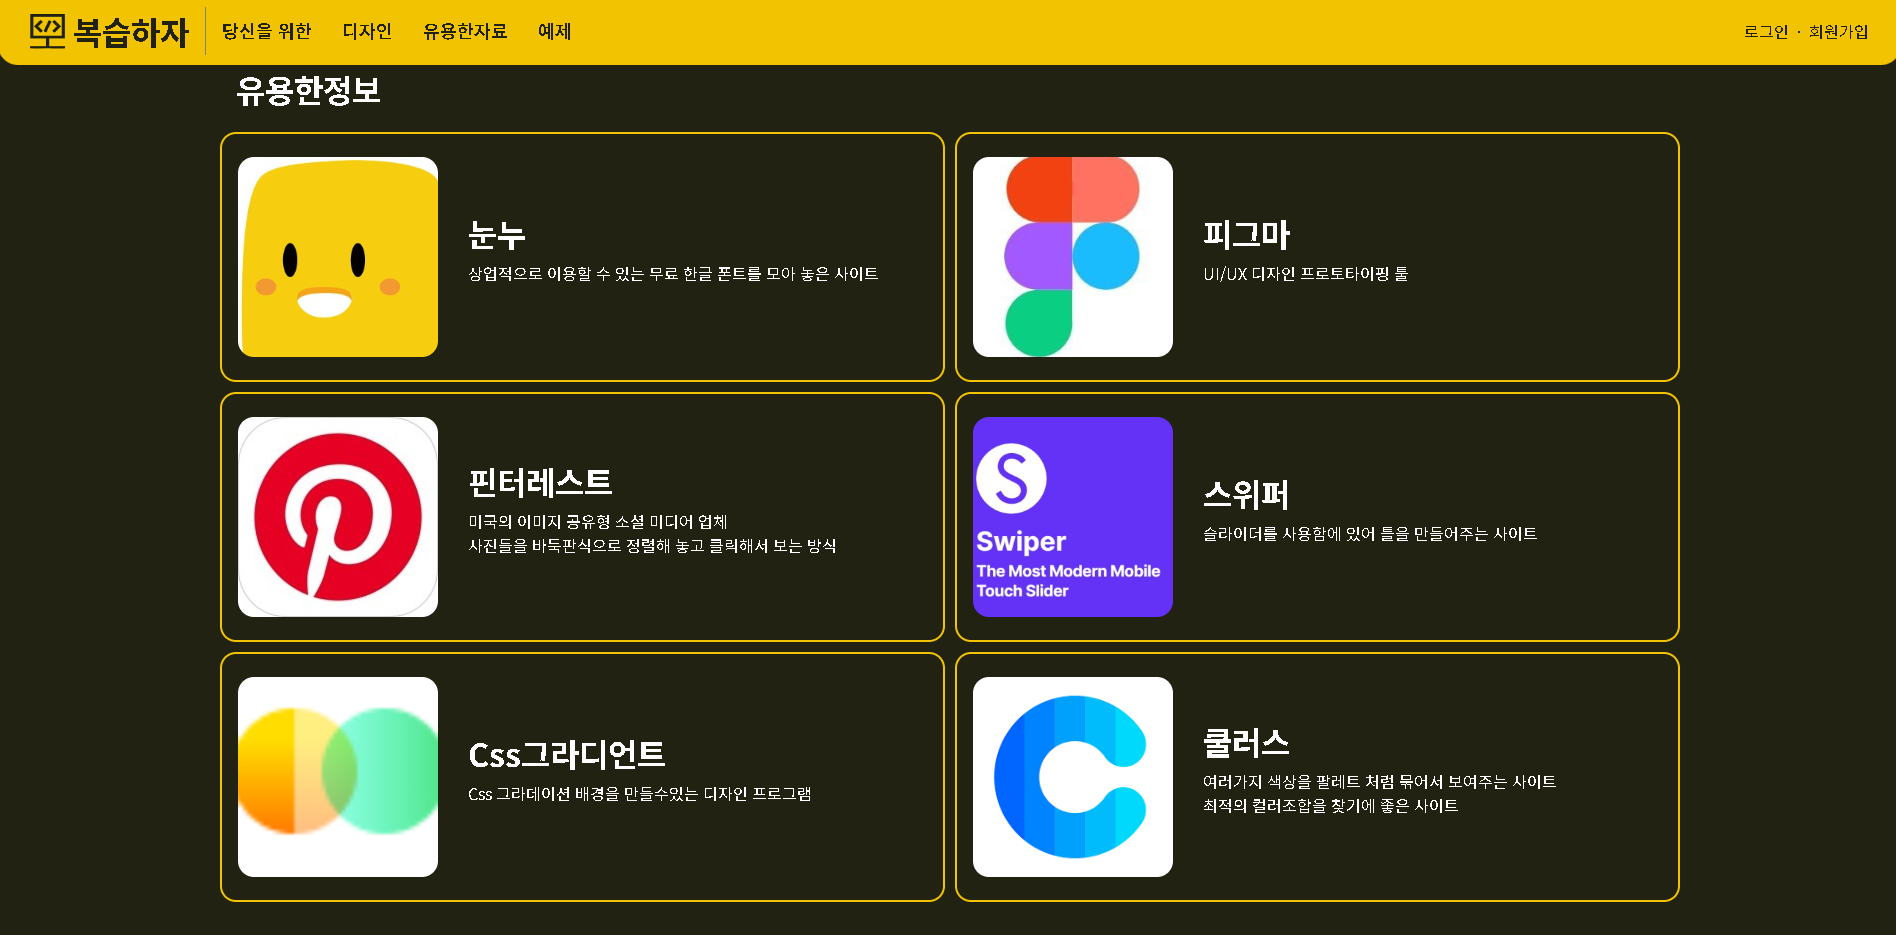 복습하자
당신을 위한 디자인 유용한자료 예제
로그인 · 회원가입
유용한정보
눈누
상업적으로 이용할 수 있는 무료 한글 폰트를 모아 놓은 사이트
피그마
UI/UX 디자인 프로토타이핑 툴
핀터레스트
미국의 이미지 공유형 소셜 미디어 업체
사진들을 바둑판식으로 정렬해 놓고 클릭해서 보는 방식
Swiper
The Most Modern Mobile
Touch Slider
스위퍼
슬라이더를 사용함에 있어 틀을 만들어주는 사이트
Css그라디언트
Css 그라데이션 배경을 만들수있는 디자인 프로그램
쿨러스
여러가지 색상을 팔레트 처럼 묶어서 보여주는 사이트
최적의 컬러조합을 찾기에 좋은 사이트